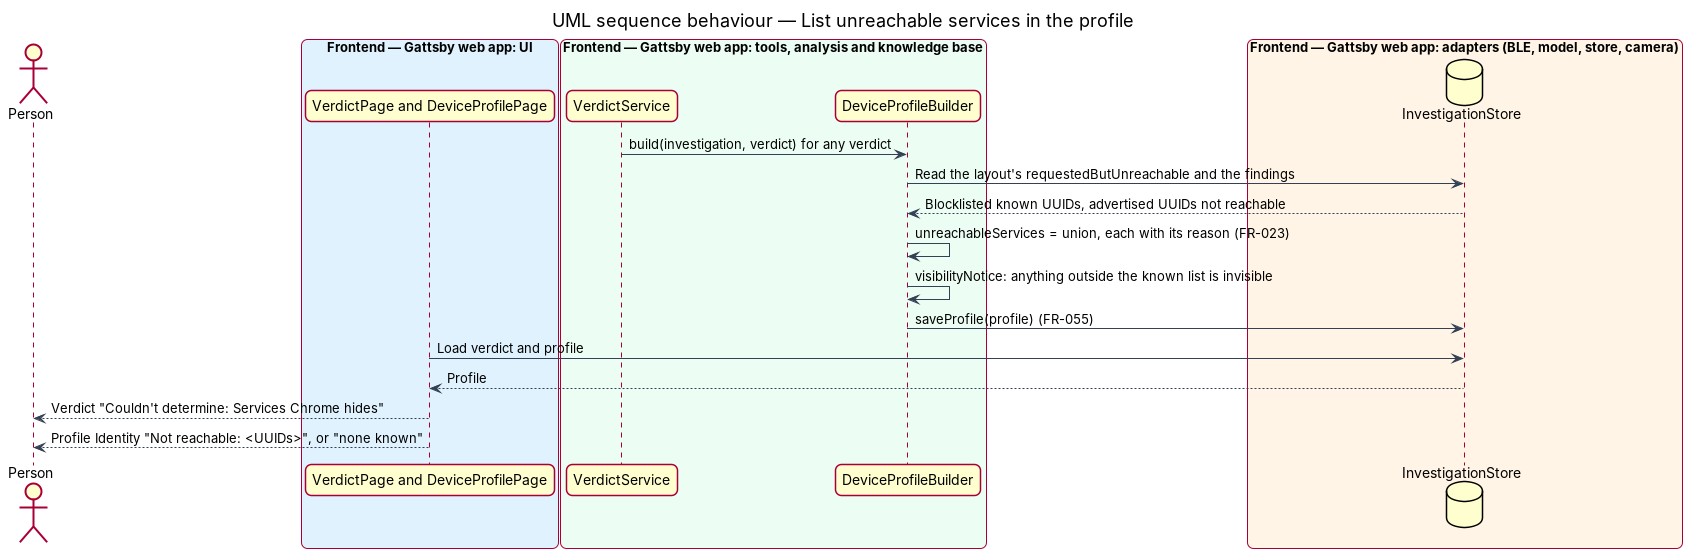 UML sequence behaviour — List unreachable services in the profile
Frontend — Gattsby web app: UI
Frontend — Gattsby web app: tools, analysis and knowledge base
Frontend — Gattsby web app: adapters (BLE, model, store, camera)
Person
VerdictPage and DeviceProfilePage
VerdictService
DeviceProfileBuilder
InvestigationStore
build(investigation, verdict) for any verdict
Read the layout's requestedButUnreachable and the findings
Blocklisted known UUIDs, advertised UUIDs not reachable
unreachableServices = union, each with its reason (FR-023)
visibilityNotice: anything outside the known list is invisible
saveProfile(profile) (FR-055)
Load verdict and profile
Profile
Verdict "Couldn't determine: Services Chrome hides"
Profile Identity "Not reachable: <UUIDs>", or "none known"
Person
VerdictPage and DeviceProfilePage
VerdictService
DeviceProfileBuilder
InvestigationStore